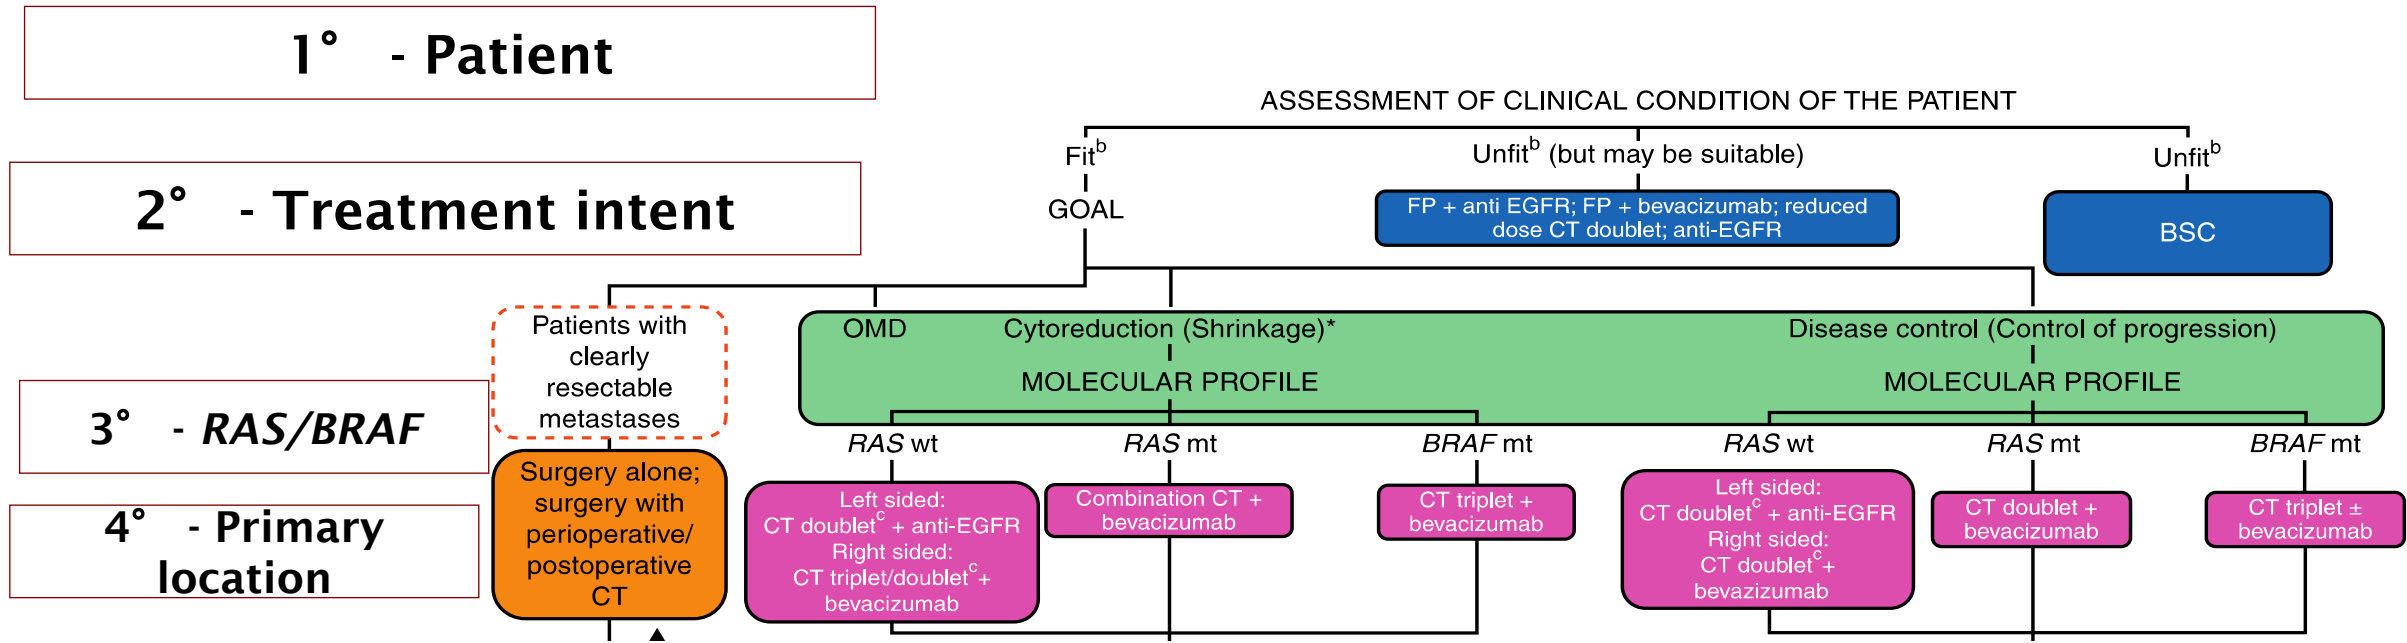 1° - Patient
2° - Treatment intent
3° - RAS/BRAF
4° - Primary
location
ASSESSMENT OF CLINICAL CONDITION OF THE PATIENT
Fitb
Unfitb (but may be suitable)
Unfitb
GOAL
FP + anti EGFR; FP + bevacizumab; reduced
dose CT doublet; anti-EGFR
BSC
Patients with
clearly
resectable
metastases
Surgery alone;
surgery with
perioperative/
postoperative
CT
OMD
Cytoreduction (Shrinkage)*
Disease control (Control of progression)
MOLECULAR PROFILE
MOLECULAR PROFILE
RAS wt
RAS mt
BRAF mt
RAS wt
RAS mt
BRAF mt
Left sided:
CT doubletc + anti-EGFR
Right sided:
CT triplet/doubletc+
bevacizumab
Combination CT +
bevacizumab
CT triplet +
bevacizumab
Left sided:
CT doubletc + anti-EGFR
Right sided:
CT doubletc+
bevazizumab
CT doublet +
bevacizumab
CT triplet ±
bevacizumab